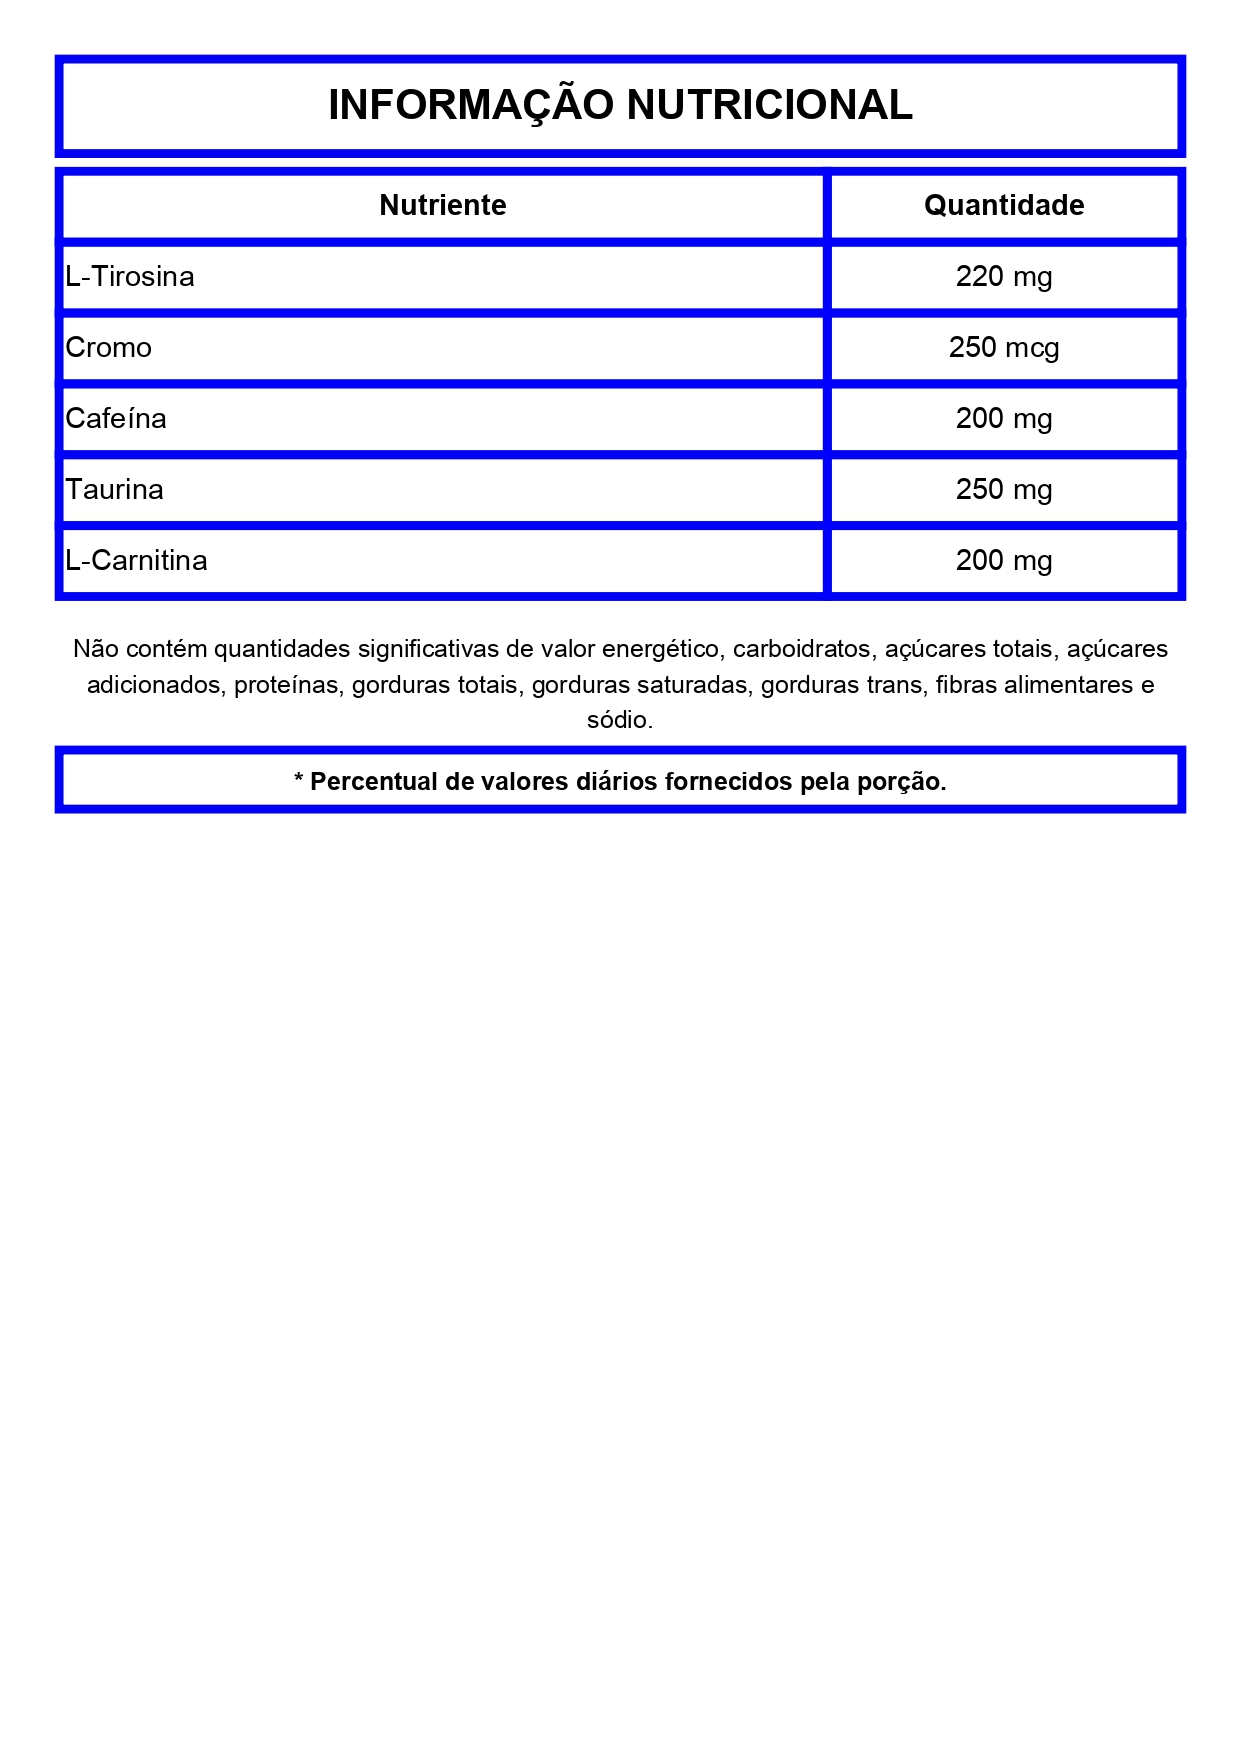 INFORMAÇÃO NUTRICIONAL
Nutriente Quantidade
L-Tirosina 220 mg
Cromo 250 mcg
Cafeína 200 mg
Taurina 250 mg
L-Carnitina 200 mg
Não contém quantidades significativas de valor energético, carboidratos, açúcares totais, açúcares
adicionados, proteínas, gorduras totais, gorduras saturadas, gorduras trans, fibras alimentares e
sódio.
* Percentual de valores diários fornecidos pela porção.